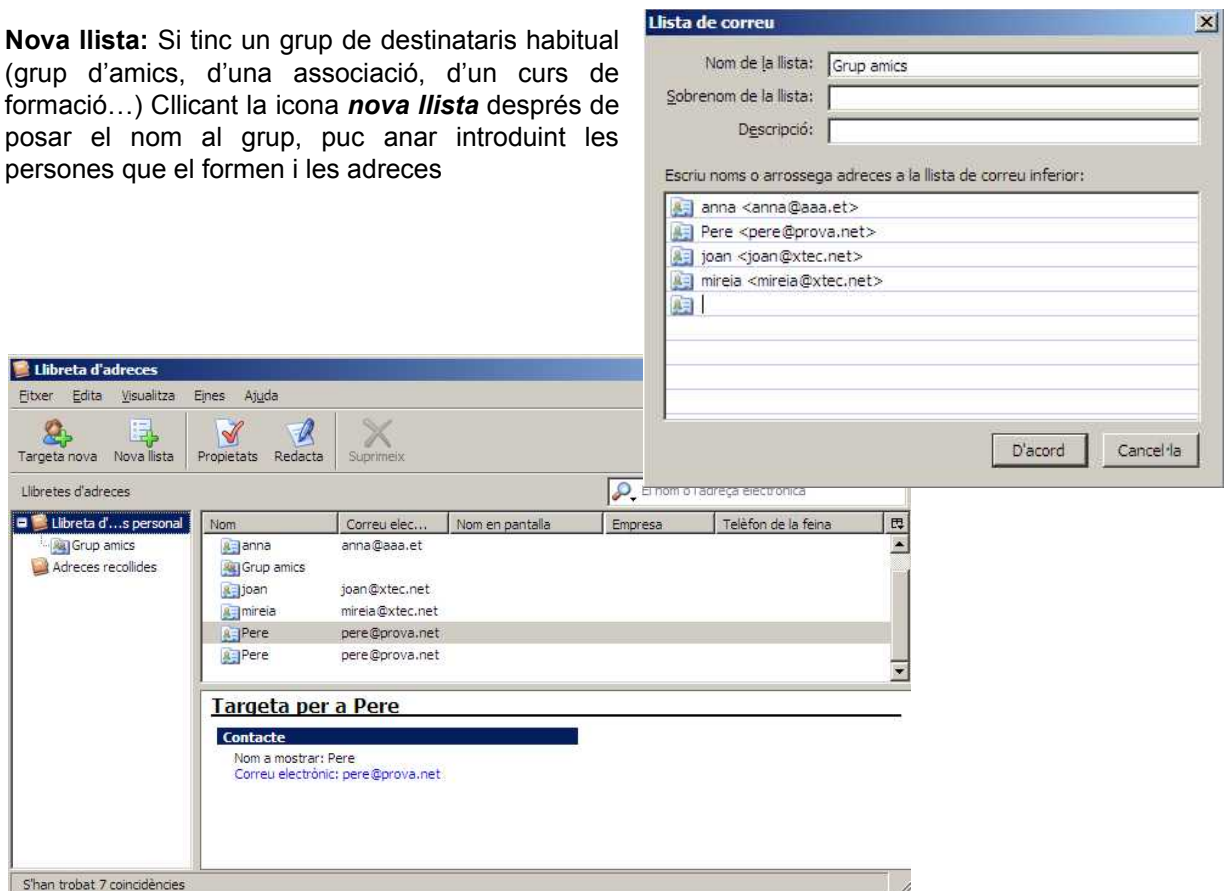 Nova llista: Si tinc un grup de destinataris habitual
(grup d’amics, d’una associació, d’un curs de
formació…) Cllicant la icona nova llista després de
posar el nom al grup, puc anar introduint les
persones que el formen i les adreces
Llista de correu
Nom de la llista: Grup amics
Sobrenom de la llista:
Descripció:
Escriu noms o arrossega adreces a la llista de correu inferior:
anna <anna@aaa.et>
Pere <pere@prova.net>
joan <joan@xtec.net>
mireia <mireia@xtec.net>
D'acord Cancel·la
Llibreta d'adreces
Fitxer Edita Visualitza Eines Ajuda
Targeta nova Nova llista Propietats Redacta Suprimeix
Llibretes d'adreces El nom o l'adreça electrònica
Llibreta d'...s personal
Grup amics
Adreces recollides
Nom Correu elec... Nom en pantalla Empresa Telèfon de la feina
anna anna@aaa.et
Grup amics
joan joan@xtec.net
mireia mireia@xtec.net
Pere pere@prova.net
Pere pere@prova.net
Targeta per a Pere
Contacte
Nom a mostrar: Pere
Correu electrònic: pere@prova.net
S'han trobat 7 coincidències